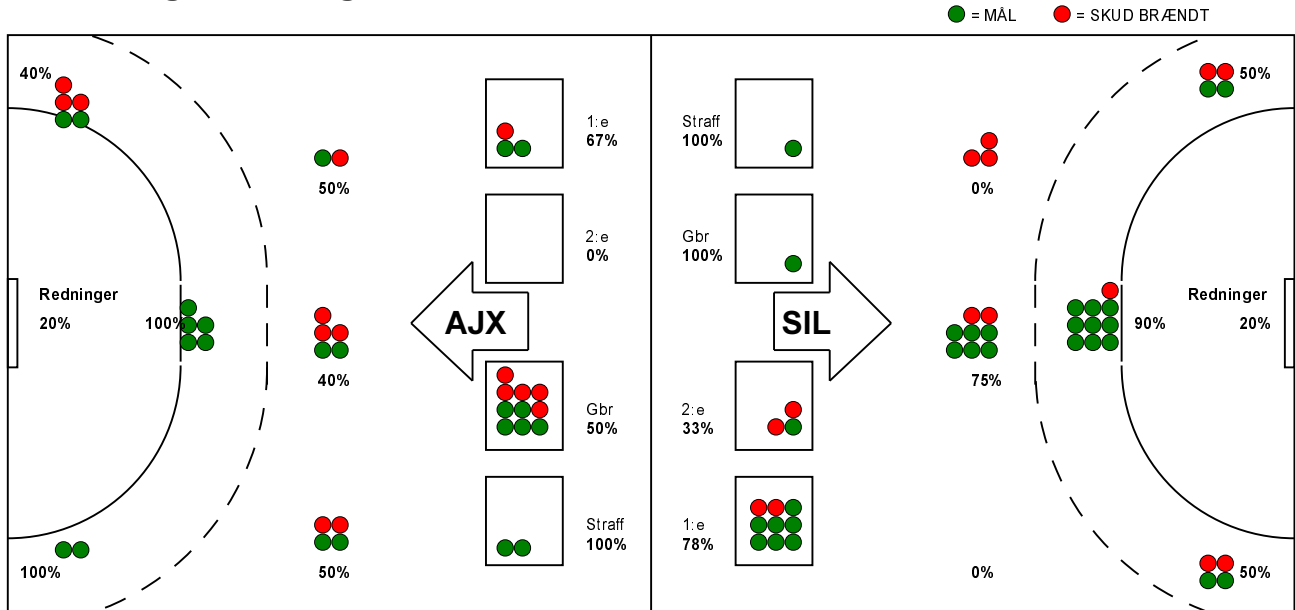 = MÅL = SKUD BRÆNDT
40%
50%
1:e
67%
Straff
100%
50%
0%
2:e
0%
Gbr
100%
Redninger
20%
100%
AJX
SIL
90%
Redninger
20%
40%
75%
Gbr
50%
2:e
33%
Straff
100%
1:e
78%
100%
50%
0%
50%